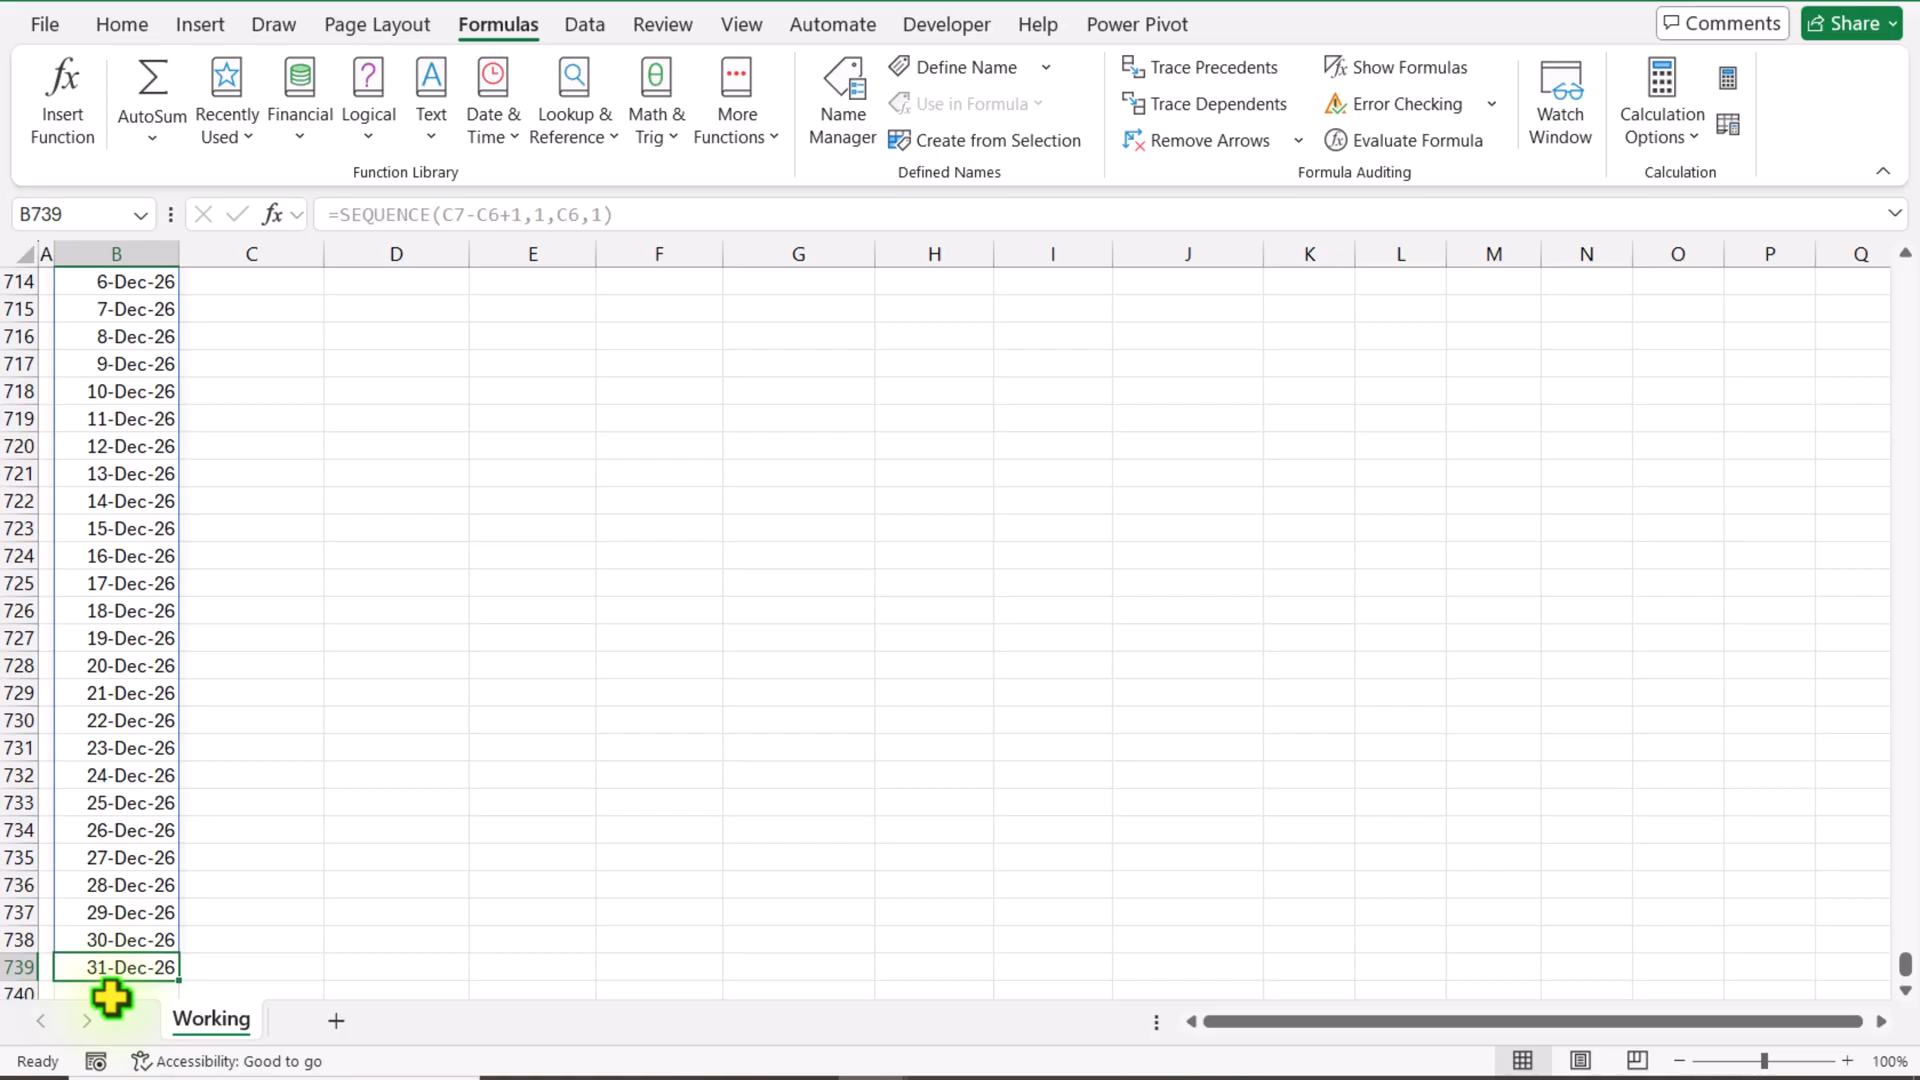 File Home Insert Draw Page Layout Formulas Data Review View Automate Developer Help Power Pivot Comments Share
Insert Function
AutoSum
Recently Used
Financial
Logical
Text
Date & Time
Lookup & Reference
Math & Trig
More Functions
Function Library
Name Manager
Define Name
Use in Formula
Create from Selection
Defined Names
Trace Precedents
Trace Dependents
Remove Arrows
Show Formulas
Error Checking
Evaluate Formula
Formula Auditing
Watch Window
Calculation Options
Calculation
B739 fx =SEQUENCE(C7-C6+1,1,C6,1)
A B C D E F G H I J K L M N O P Q
714 6-Dec-26
715 7-Dec-26
716 8-Dec-26
717 9-Dec-26
718 10-Dec-26
719 11-Dec-26
720 12-Dec-26
721 13-Dec-26
722 14-Dec-26
723 15-Dec-26
724 16-Dec-26
725 17-Dec-26
726 18-Dec-26
727 19-Dec-26
728 20-Dec-26
729 21-Dec-26
730 22-Dec-26
731 23-Dec-26
732 24-Dec-26
733 25-Dec-26
734 26-Dec-26
735 27-Dec-26
736 28-Dec-26
737 29-Dec-26
738 30-Dec-26
739 31-Dec-26
740
Working
Ready Accessibility: Good to go 100%